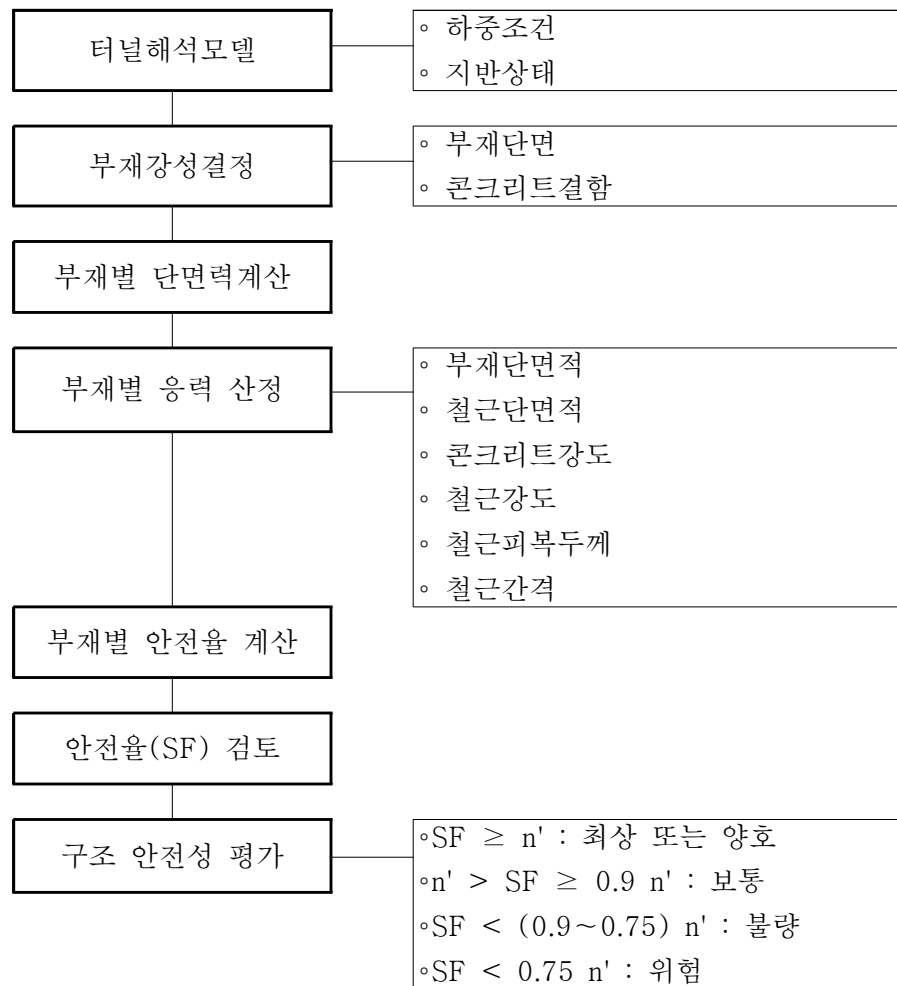 터널해석모델
◦ 하중조건
◦ 지반상태
부재강성결정
◦ 부재단면
◦ 콘크리트결함
부재별 단면력계산
부재별 응력 산정
◦ 부재단면적
◦ 철근단면적
◦ 콘크리트강도
◦ 철근강도
◦ 철근피복두께
◦ 철근간격
부재별 안전율 계산
안전율(SF) 검토
구조 안전성 평가
◦SF ≥ n' : 최상 또는 양호
◦n' > SF ≥ 0.9 n' : 보통
◦SF < (0.9~0.75) n' : 불량
◦SF < 0.75 n' : 위험